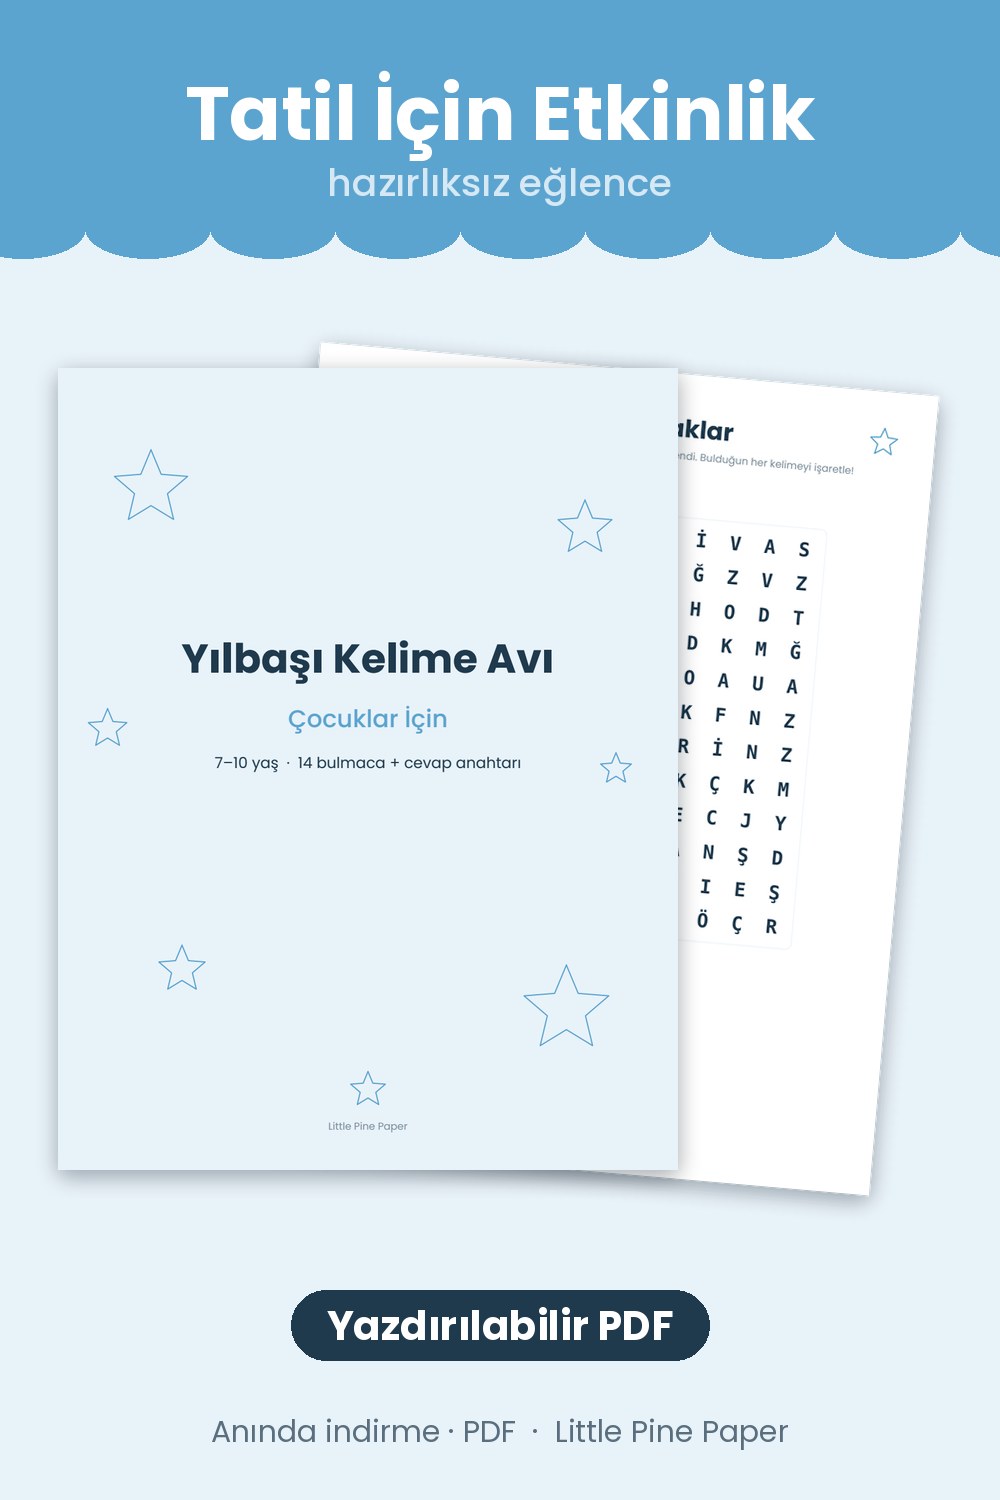 Tatil İçin Etkinlik
hazırlıksız eğlence
Yılbaşı Kelime Avı
Çocuklar İçin
7–10 yaş · 14 bulmaca + cevap anahtarı
Little Pine Paper
Bulduğun her kelimeyi işaretle!
İ V A S
Ğ Z V Z
H O D T
D K M Ğ
O A U A
K F N Z
R İ N Z
K Ç K M
E C J Y
N Ş D
I E Ş
Ö Ç R
Yazdırılabilir PDF
Anında indirme · PDF · Little Pine Paper